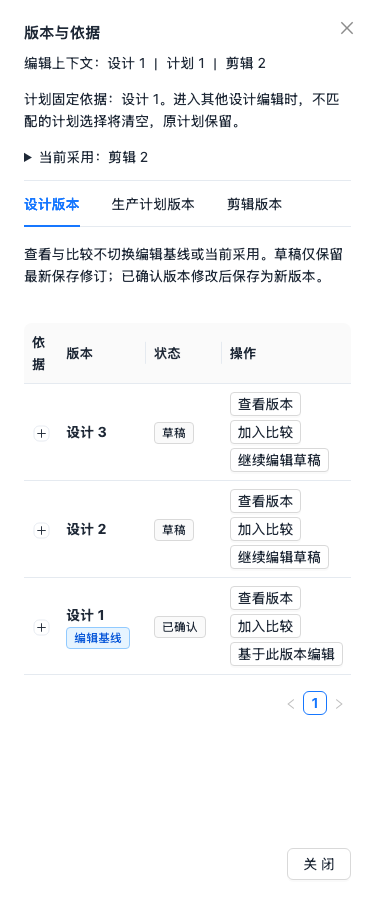 版本与依据
编辑上下文：设计 1 | 计划 1 | 剪辑 2
计划固定依据：设计 1。进入其他设计编辑时，不匹
配的计划选择将清空，原计划保留。
当前采用：剪辑 2
设计版本 生产计划版本 剪辑版本
查看与比较不切换编辑基线或当前采用。草稿仅保留
最新保存修订；已确认版本修改后保存为新版本。
依据 版本 状态 操作
设计 3 草稿
查看版本
加入比较
继续编辑草稿
设计 2 草稿
查看版本
加入比较
继续编辑草稿
设计 1
编辑基线
已确认
查看版本
加入比较
基于此版本编辑
1
关 闭